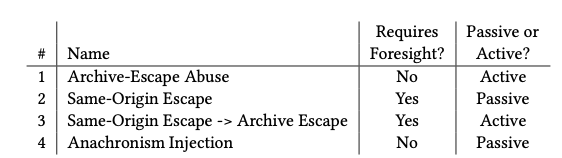 Requires Passive or
# Name Foresight? Active?
1 Archive-Escape Abuse No Active
2 Same-Origin Escape Yes Passive
3 Same-Origin Escape -> Archive Escape Yes Active
4 Anachronism Injection No Passive